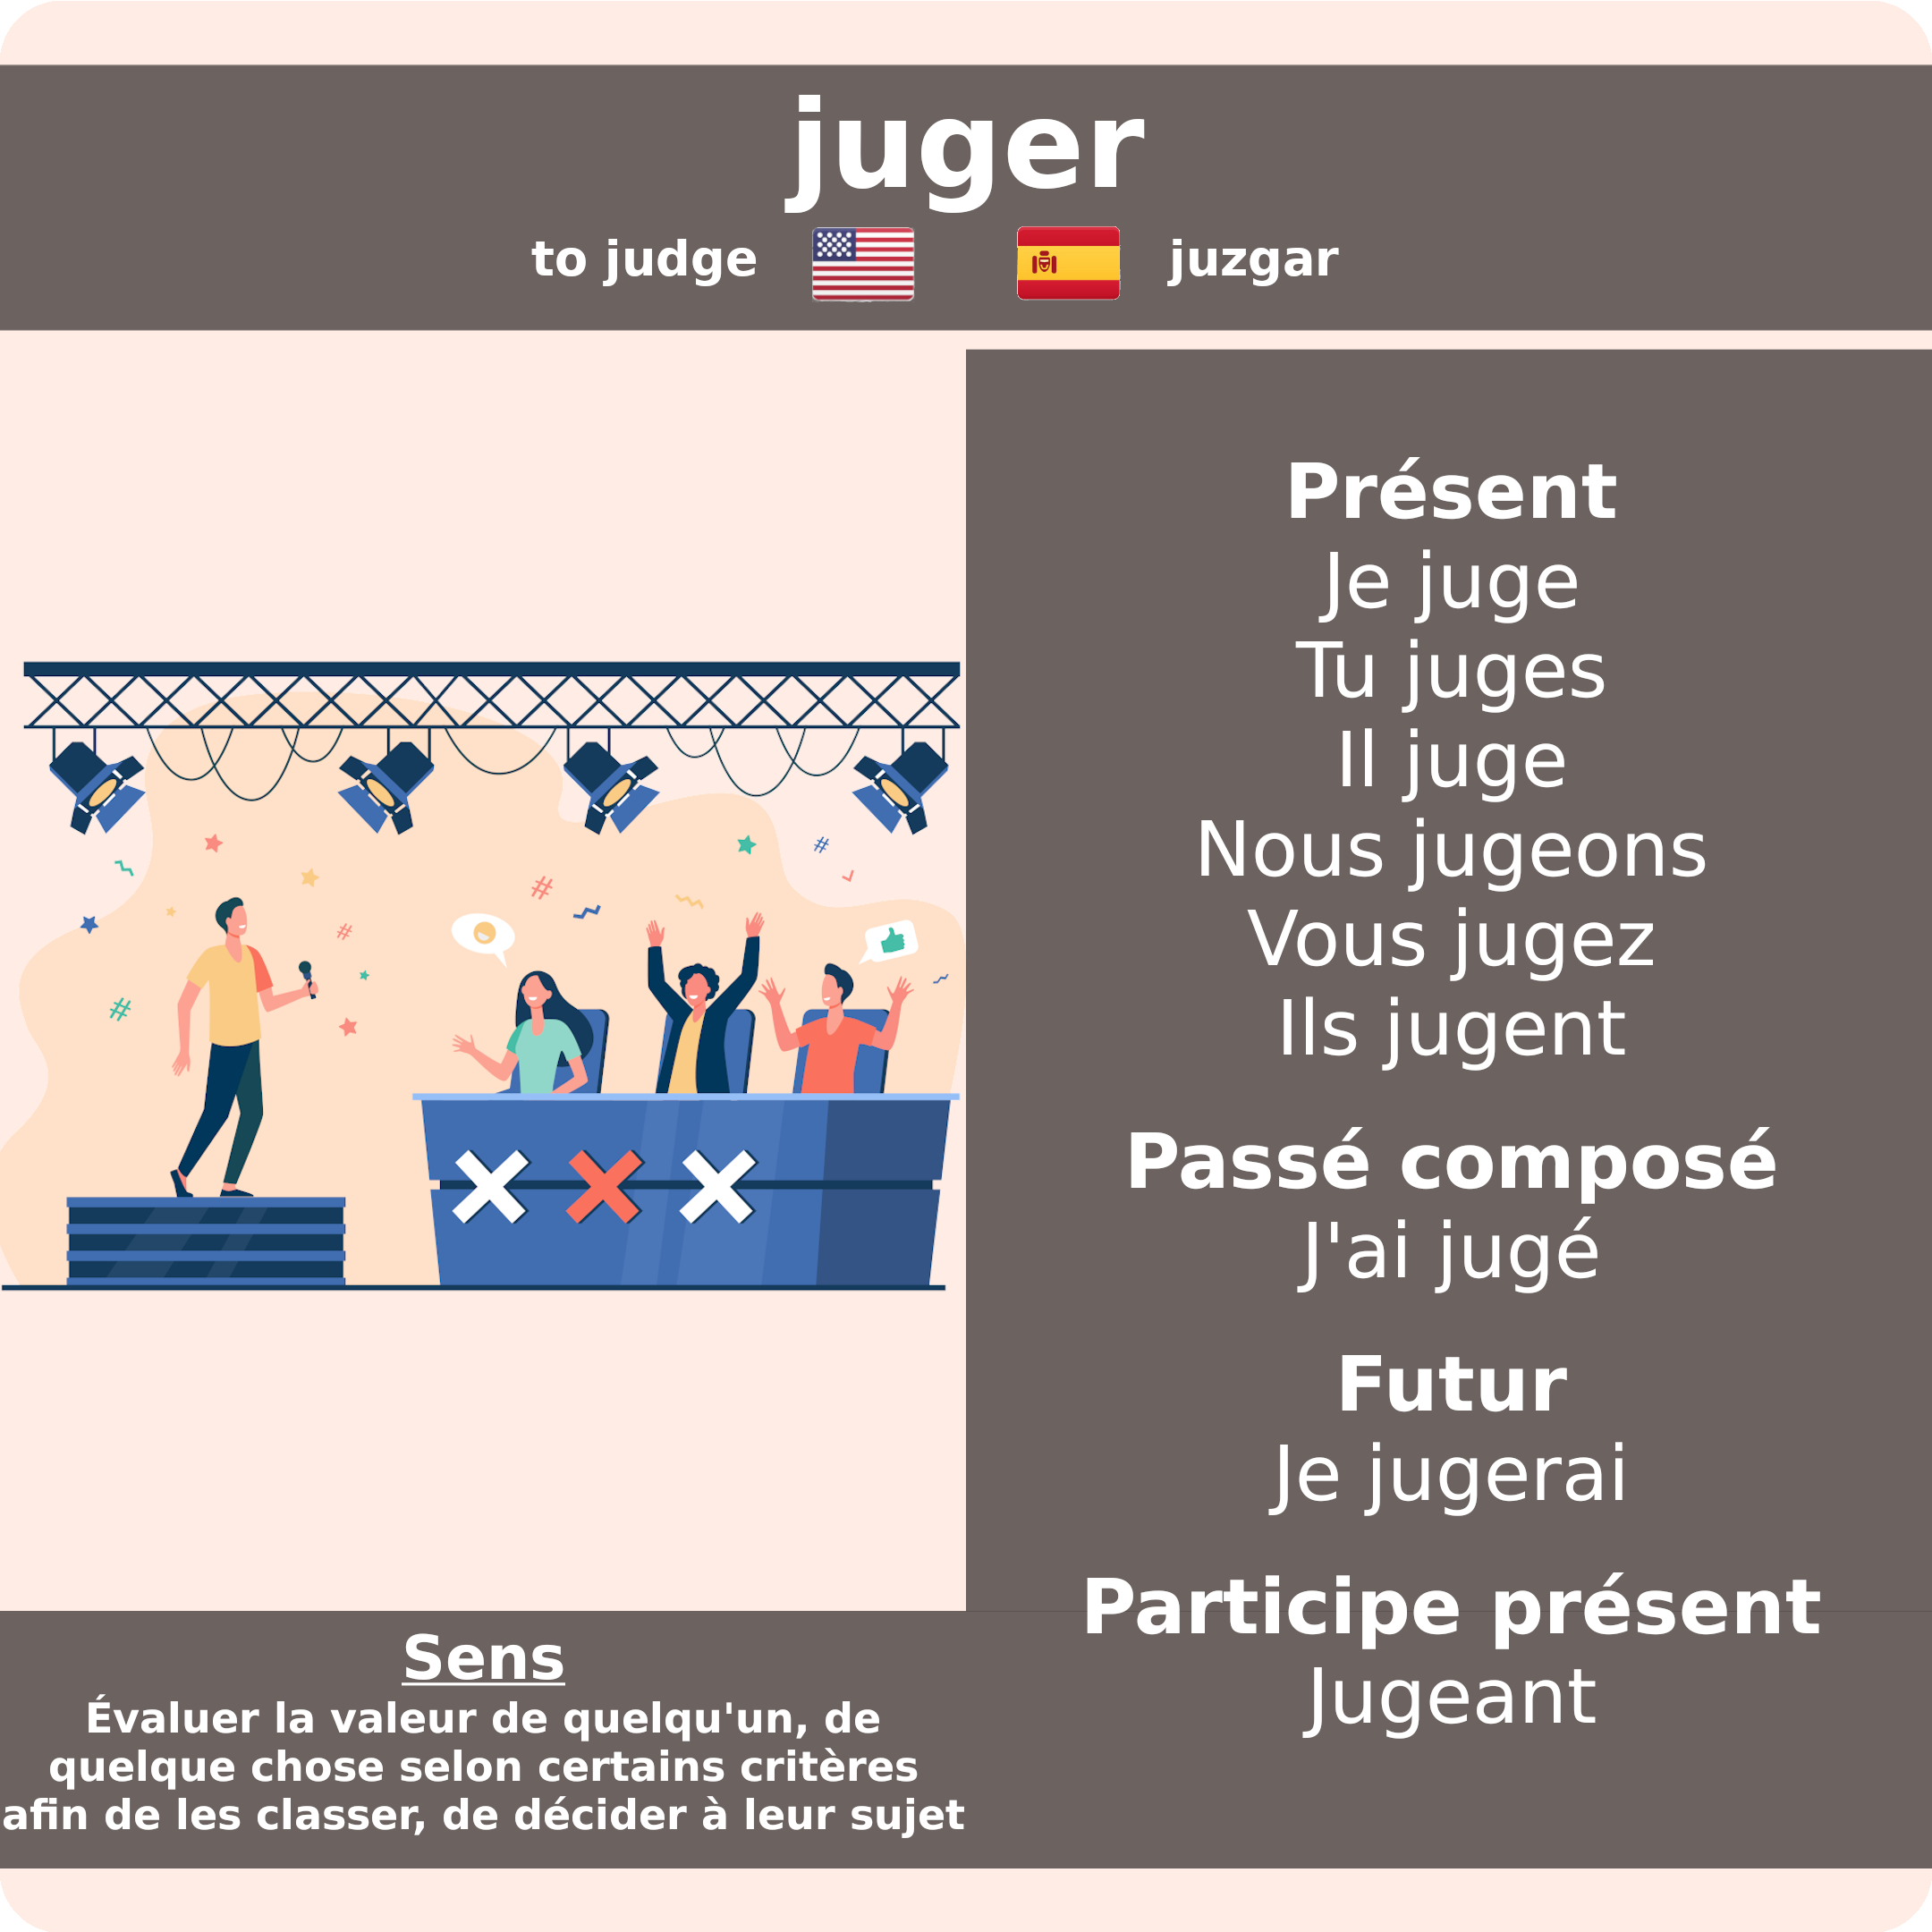 juger
to judge
juzgar
Présent
Je juge
Tu juges
Il juge
Nous jugeons
Vous jugez
Ils jugent
Passé composé
J'ai jugé
Futur
Je jugerai
Participe présent
Jugeant
Sens
Évaluer la valeur de quelqu'un, de
quelque chose selon certains critères
afin de les classer, de décider à leur sujet